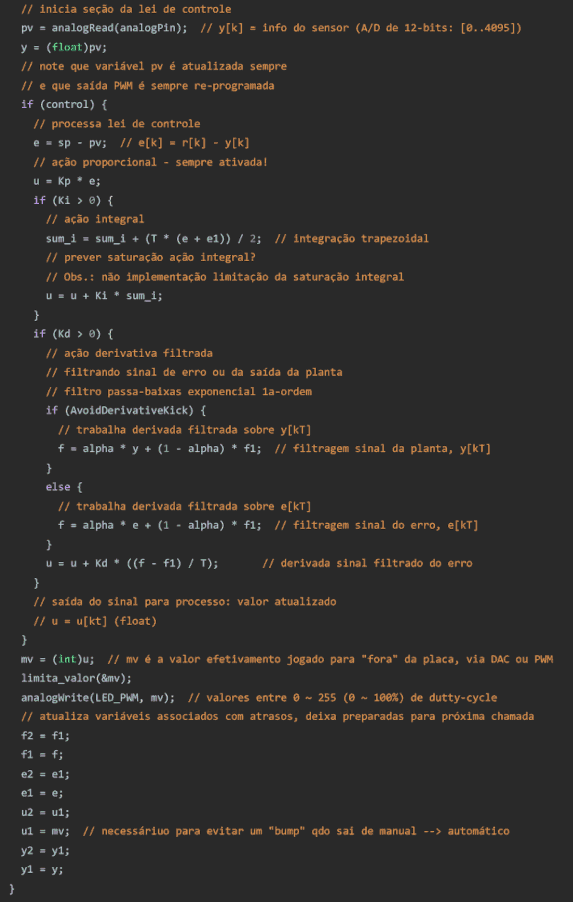 // inicia seção da lei de controle
pv = analogRead(analogPin);  // y[k] = info do sensor (A/D de 12-bits: [0..4095])
y = (float)pv;
// note que variável pv é atualizada sempre
// e que saída PWM é sempre re-programada
if (control) {
  // processa lei de controle
  e = sp - pv;  // e[k] = r[k] - y[k]
  // ação proporcional - sempre ativada!
  u = Kp * e;
  if (Ki > 0) {
    // ação integral
    sum_i = sum_i + (T * (e + e1)) / 2;  // integração trapezoidal
    // prever saturação ação integral?
    // Obs.: não implementação limitação da saturação integral
    u = u + Ki * sum_i;
  }
  if (Kd > 0) {
    // ação derivativa filtrada
    // filtrando sinal de erro ou da saída da planta
    // filtro passa-baixas exponencial 1a-ordem
    if (AvoidDerivativeKick) {
      // trabalha derivada filtrada sobre y[kT]
      f = alpha * y + (1 - alpha) * f1;  // filtragem sinal da planta, y[kT]
    }
    else {
      // trabalha derivada filtrada sobre e[kT]
      f = alpha * e + (1 - alpha) * f1;  // filtragem sinal do erro, e[kT]
    }
    u = u + Kd * ((f - f1) / T);       // derivada sinal filtrado do erro
  }
  // saída do sinal para processo: valor atualizado
  // u = u[kt] (float)
}
mv = (int)u;  // mv é a valor efetivamente jogado para "fora" da placa, via DAC ou PWM
limita_valor(&mv);
analogWrite(LED_PWM, mv);  // valores entre 0 ~ 255 (0 ~ 100%) de dutty-cycle
// atualiza variáveis associados com atrasos, deixa preparadas para próxima chamada
f2 = f1;
f1 = f;
e2 = e1;
e1 = e;
u2 = u1;
u1 = mv;  // necessáriuo para evitar um "bump" qdo sai de manual --> automático
y2 = y1;
y1 = y;
}